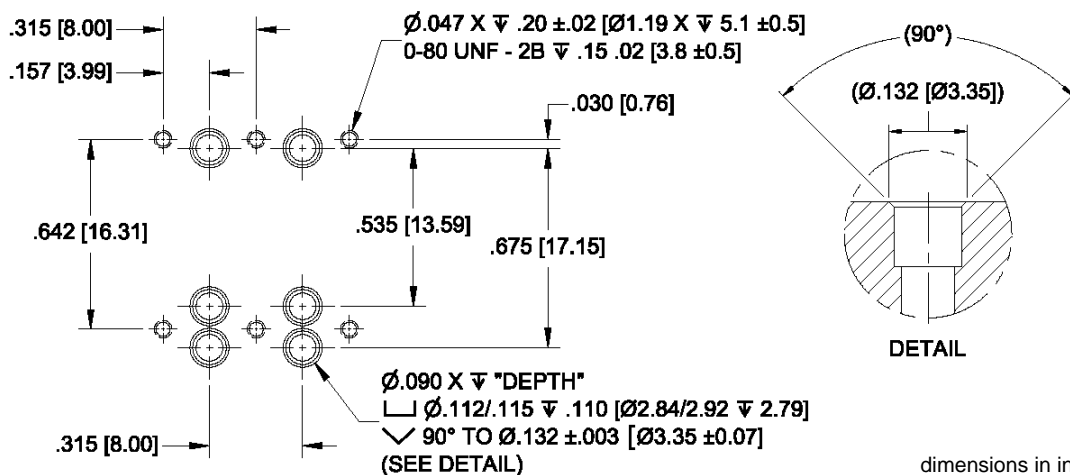 .315 [8.00]
.157 [3.99]
Ø.047 X ↧ .20 ±.02 [Ø1.19 X ↧ 5.1 ±0.5]
0-80 UNF - 2B ↧ .15 .02 [3.8 ±0.5]
.030 [0.76]
(90°)
(Ø.132 [Ø3.35])
.642 [16.31]
.535 [13.59]
.675 [17.15]
DETAIL
Ø.090 X ↧ "DEPTH"
⌴ Ø.112/.115 ↧ .110 [Ø2.84/2.92 ↧ 2.79]
⌵ 90° TO Ø.132 ±.003 [Ø3.35 ±0.07]
(SEE DETAIL)
.315 [8.00]
dimensions in in